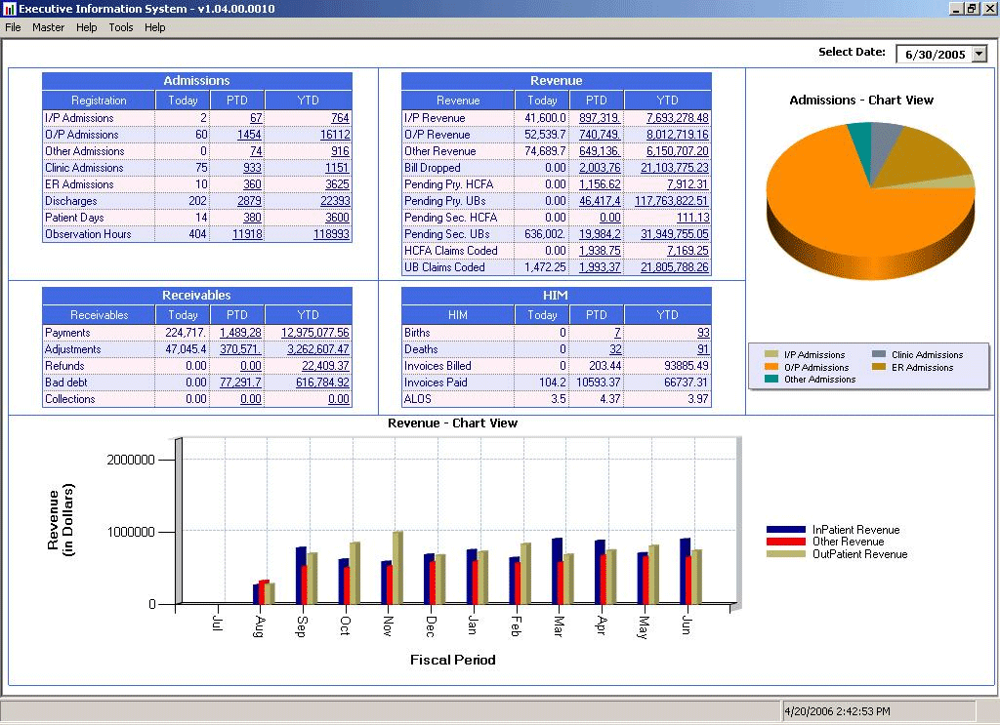 Executive Information System - v1.04.00.0010
File Master Help Tools Help
Select Date: 6/30/2005
Admissions
Registration Today PTD YTD
I/P Admissions 2 67 764
O/P Admissions 60 1454 16112
Other Admissions 0 74 916
Clinic Admissions 75 933 1151
ER Admissions 10 360 3625
Discharges 202 2879 22393
Patient Days 14 380 3600
Observation Hours 404 11918 118993
Revenue
Revenue Today PTD YTD
I/P Revenue 41,600.0 897,319. 7,693,278.48
O/P Revenue 52,539.7 740,749. 8,012,719.16
Other Revenue 74,689.7 649,136. 6,150,707.20
Bill Dropped 0.00 2,003,76 21,103,775.23
Pending Pry. HCFA 0.00 1,156.62 7,912.31
Pending Pry. UBs 0.00 46,417,4 117,763,822.51
Pending Sec. HCFA 0.00 0.00 111.13
Pending Sec. UBs 636,002. 19,984,2 31,949,755.05
HCFA Claims Coded 0.00 1,938.75 7,169.25
UB Claims Coded 1,472.25 1,993,37 21,805,788.26
Admissions - Chart View
I/P Admissions Clinic Admissions
O/P Admissions ER Admissions
Other Admissions
Receivables
Receivables Today PTD YTD
Payments 224,717. 1,489,28 12,975,077.56
Adjustments 47,045.4 370,571. 3,262,607.47
Refunds 0.00 0.00 22,409.37
Bad debt 0.00 77,291.7 616,784.92
Collections 0.00 0.00 0.00
HIM
HIM Today PTD YTD
Births 0 7 93
Deaths 0 32 91
Invoices Billed 0 203.44 93885.49
Invoices Paid 104.2 10593.37 66737.31
ALOS 3.5 4.37 3.97
Revenue - Chart View
Revenue
(in Dollars)
2000000
1000000
0
Jul Aug Sep Oct Nov Dec Jan Feb Mar Apr May Jun
Fiscal Period
InPatient Revenue
Other Revenue
OutPatient Revenue
4/20/2006 2:42:53 PM